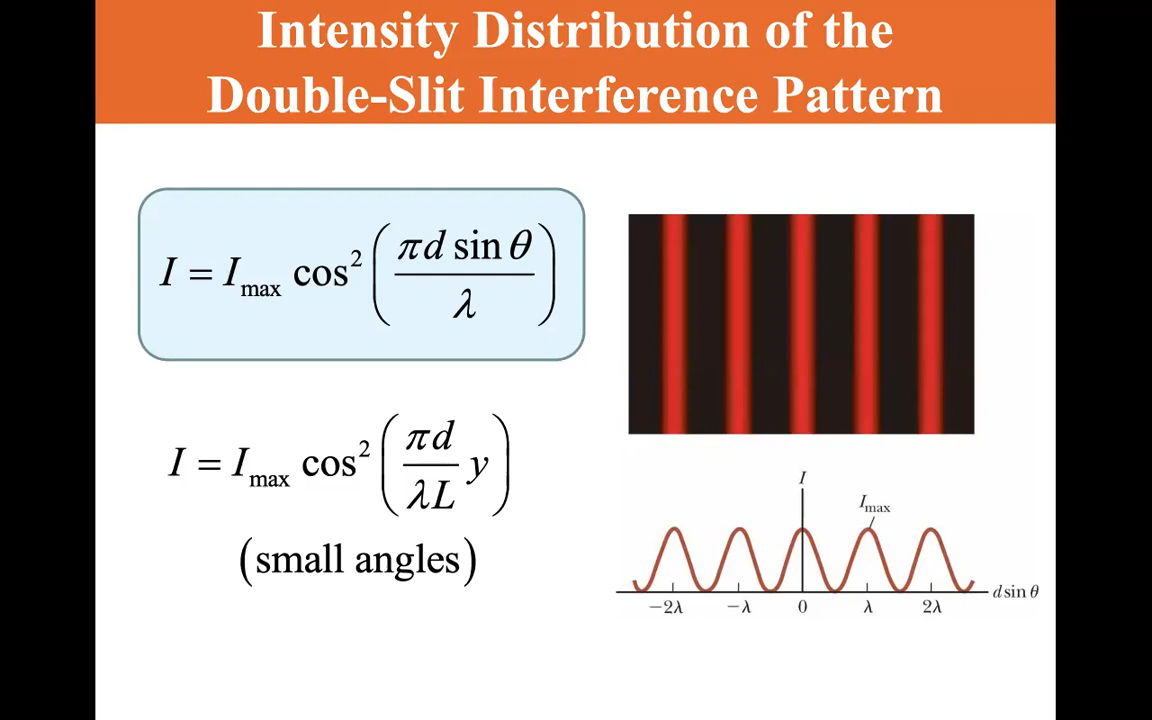 Intensity Distribution of the
Double-Slit Interference Pattern
I = I_max cos² (πd sin θ / λ)
I = I_max cos² (πd / λL y)
(small angles)
I
I_max
−2λ −λ 0 λ 2λ d sin θ